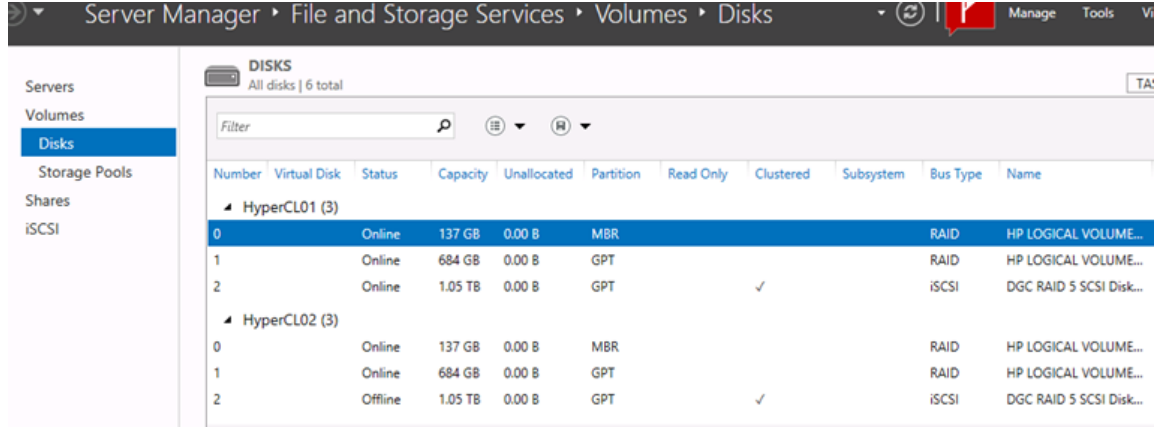 Server Manager ‣ File and Storage Services ‣ Volumes ‣ Disks Manage Tools
DISKS
All disks | 6 total
Servers
Volumes
Disks
Storage Pools
Shares
iSCSI
Filter
Number Virtual Disk Status Capacity Unallocated Partition Read Only Clustered Subsystem Bus Type Name
HyperCL01 (3)
0 Online 137 GB 0.00 B MBR RAID HP LOGICAL VOLUME...
1 Online 684 GB 0.00 B GPT RAID HP LOGICAL VOLUME...
2 Online 1.05 TB 0.00 B GPT ✓ iSCSI DGC RAID 5 SCSI Disk...
HyperCL02 (3)
0 Online 137 GB 0.00 B MBR RAID HP LOGICAL VOLUME...
1 Online 684 GB 0.00 B GPT RAID HP LOGICAL VOLUME...
2 Offline 1.05 TB 0.00 B GPT ✓ iSCSI DGC RAID 5 SCSI Disk...